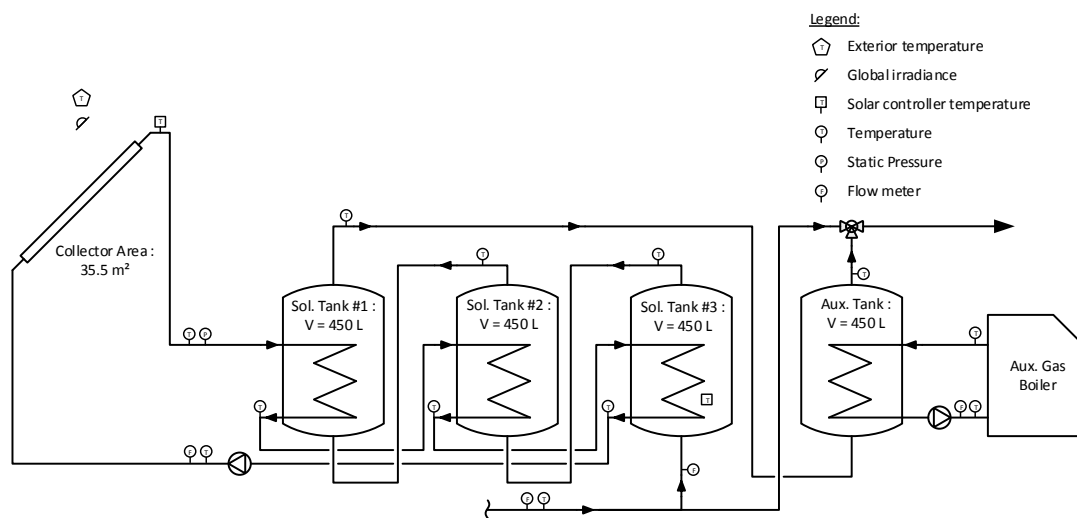 Legend:
T Exterior temperature
Global irradiance
T Solar controller temperature
T Temperature
P Static Pressure
F Flow meter
T
T
Collector Area :
35.5 m²
T
T
T
Sol. Tank #1 :
V = 450 L
Sol. Tank #2 :
V = 450 L
Sol. Tank #3 :
V = 450 L
Aux. Tank :
V = 450 L
T
T P
T
Aux. Gas
Boiler
T
T
T
T
F T
F T
F
F T